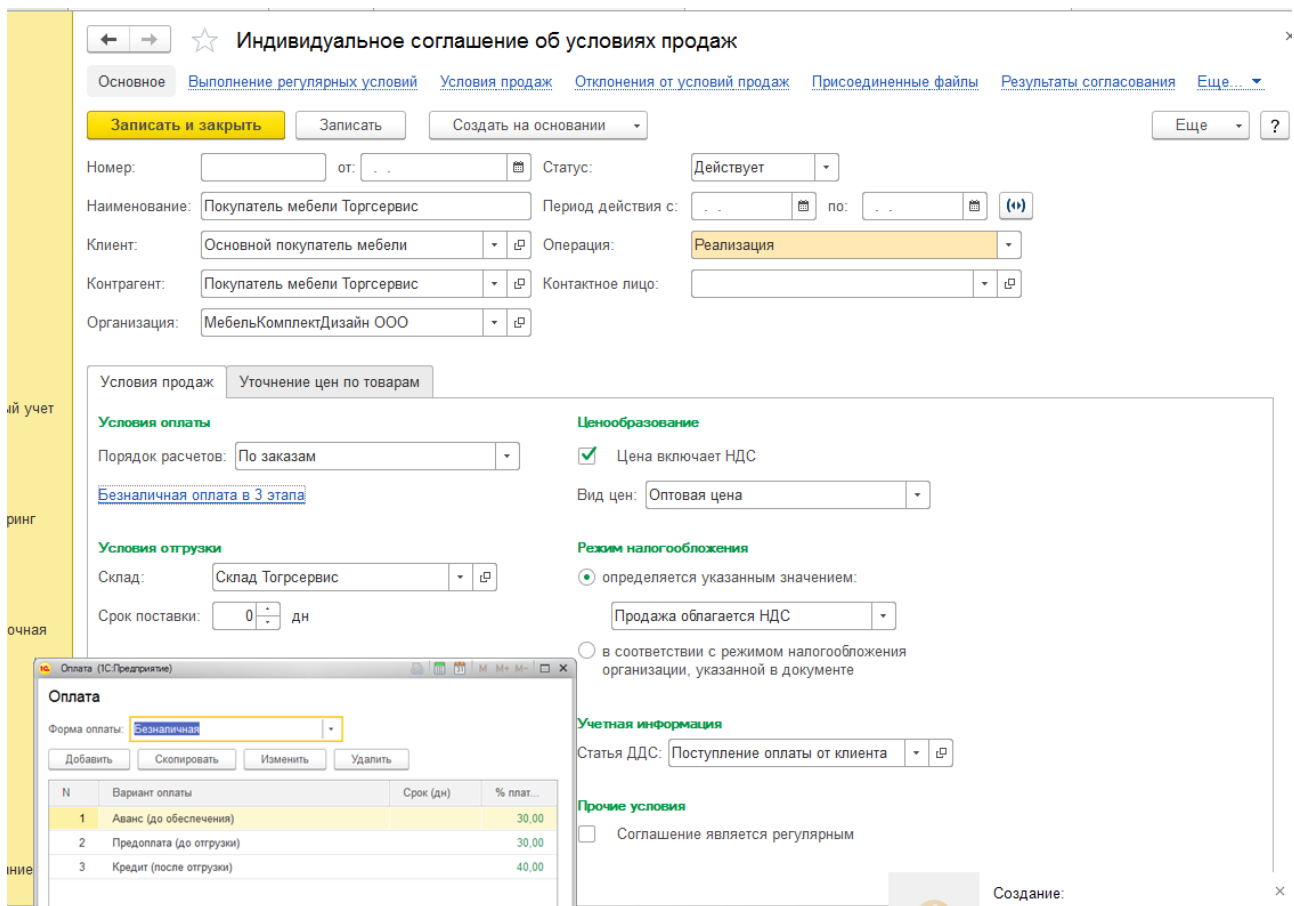 Индивидуальное соглашение об условиях продаж
Основное Выполнение регулярных условий Условия продаж Отклонения от условий продаж Присоединенные файлы Результаты согласования Еще...
Записать и закрыть Записать Создать на основании Еще ?
Номер: от: . . Статус: Действует
Наименование: Покупатель мебели Торгсервис Период действия с: . . по: . .
Клиент: Основной покупатель мебели Операция: Реализация
Контрагент: Покупатель мебели Торгсервис Контактное лицо:
Организация: МебельКомплектДизайн ООО
Условия продаж Уточнение цен по товарам
ый учет
Условия оплаты Ценообразование
Порядок расчетов: По заказам Цена включает НДС
Безналичная оплата в 3 этапа Вид цен: Оптовая цена
ринг
Условия отгрузки Режим налогообложения
Склад: Склад Тогрсервис определяется указанным значением:
Срок поставки: 0 дн Продажа облагается НДС
очная
в соответствии с режимом налогообложения
организации, указанной в документе
Оплата (1С:Предприятие) M M+ M-
Оплата
Форма оплаты: Безналичная
Учетная информация
Добавить Скопировать Изменить Удалить
Статья ДДС: Поступление оплаты от клиента
N Вариант оплаты Срок (дн) % плат...
Прочие условия
1 Аванс (до обеспечения) 30,00
Соглашение является регулярным
2 Предоплата (до отгрузки) 30,00
3 Кредит (после отгрузки) 40,00
ание
Создание: